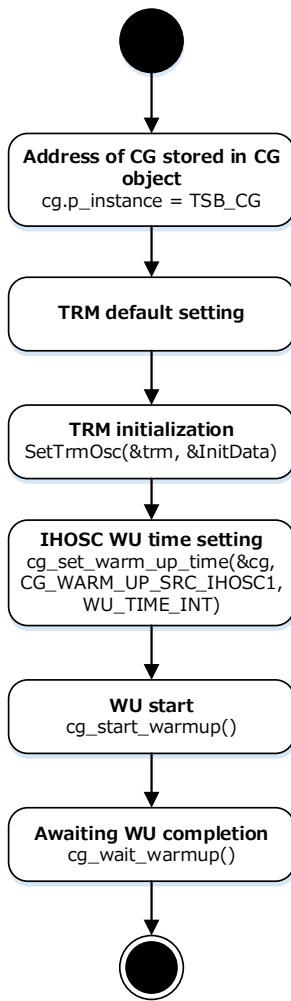 Address of CG stored in CG
object
cg.p_instance = TSB_CG
TRM default setting
TRM initialization
SetTrmOsc(&trm, &InitData)
IHOSC WU time setting
cg_set_warm_up_time(&cg,
CG_WARM_UP_SRC_IHOSC1,
WU_TIME_INT)
WU start
cg_start_warmup()
Awaiting WU completion
cg_wait_warmup()